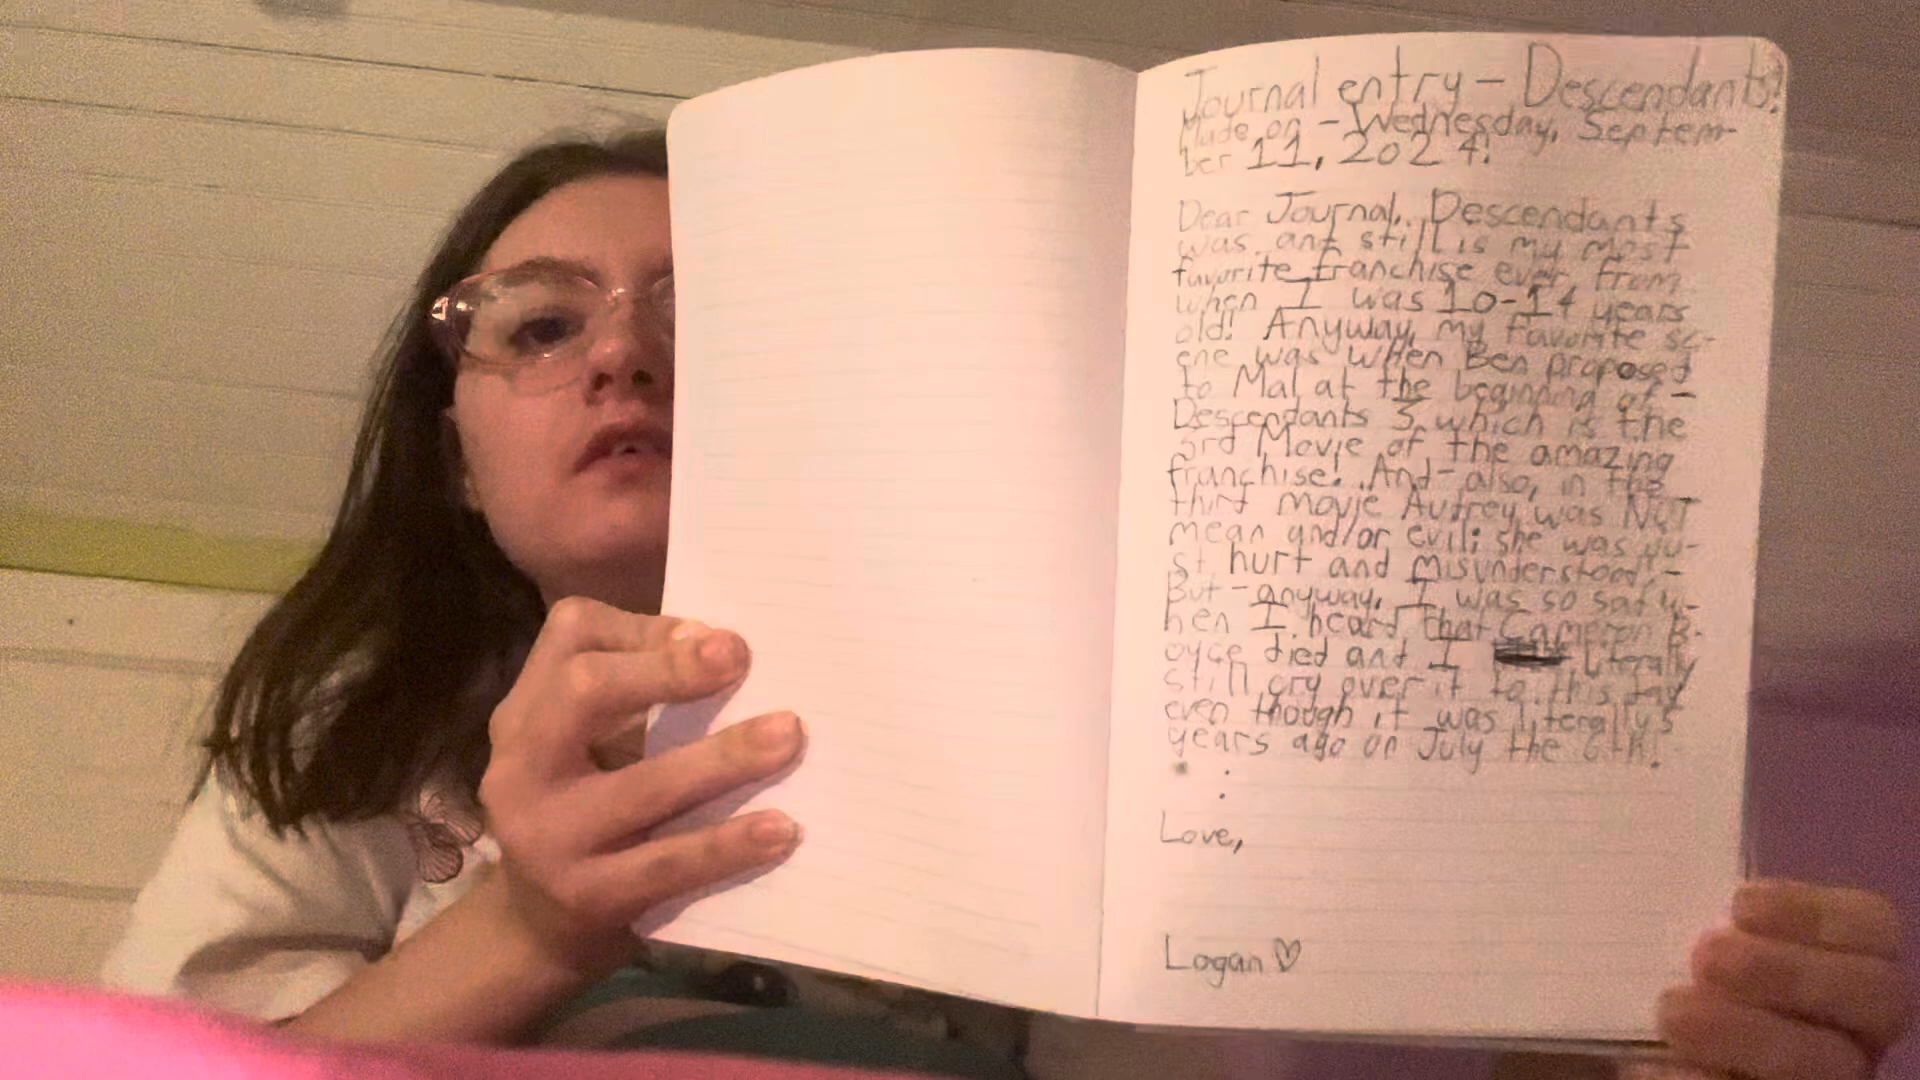 Journal entry - Descendants!
Made on - Wednesday, Septem-
ber 11, 2024!
Dear Journal, Descendants
was and still is my most
favorite franchise ever from
when I was 10-14 years
old! Anyway, my favorite sc-
ene was when Ben proposed
to Mal at the beginning of -
Descendants 3, which is the
3rd Movie of the amazing
franchise! And - also, in the
third movie Audrey was NOT
mean and/or evil; she was ju-
st hurt and misunderstood! -
But - anyway, I was so sad w-
hen I heard that Cameron B-
oyce died and I literally
still cry over it to this day
even though it was literally 5
years ago on July the 6th!
Love,
Logan ♡